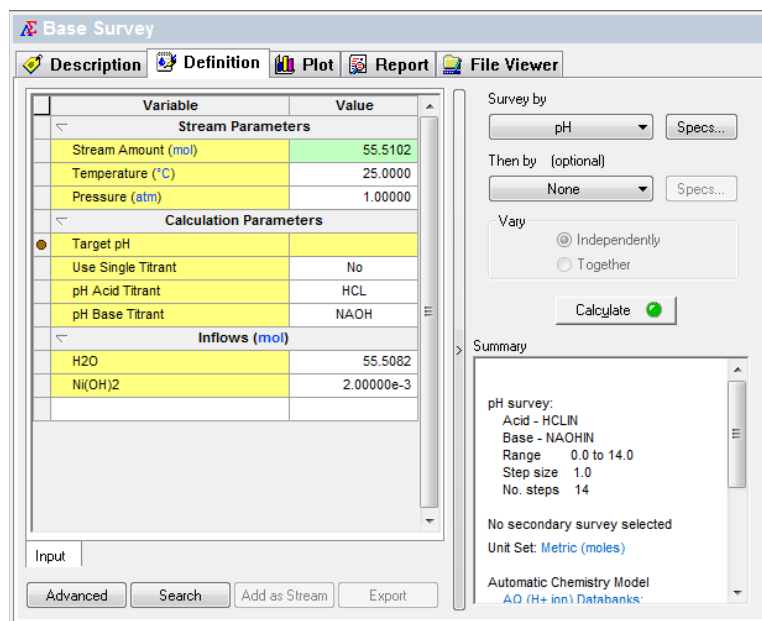 Base Survey
Description Definition Plot Report File Viewer
Variable Value
Stream Parameters
Stream Amount (mol) 55.5102
Temperature (°C) 25.0000
Pressure (atm) 1.00000
Calculation Parameters
Target pH
Use Single Titrant No
pH Acid Titrant HCL
pH Base Titrant NAOH
Inflows (mol)
H2O 55.5082
Ni(OH)2 2.00000e-3
Input
Advanced Search Add as Stream Export
Survey by
pH Specs...
Then by (optional)
None Specs...
Vary
Independently
Together
Calculate
>
Summary
pH survey:
Acid - HCLIN
Base - NAOHIN
Range 0.0 to 14.0
Step size 1.0
No. steps 14
No secondary survey selected
Unit Set: Metric (moles)
Automatic Chemistry Model
AQ (H+ ion) Databanks: